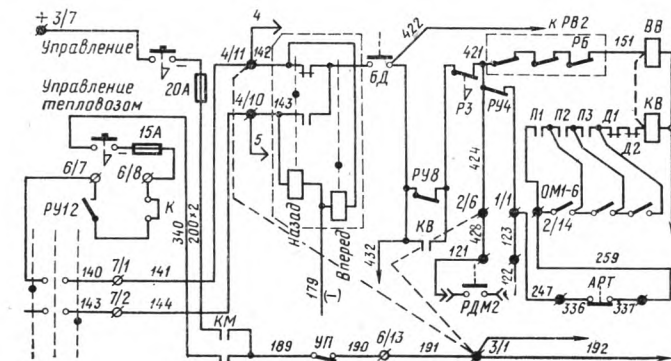 + 3/7
4
422
К РВ2
Управление
4/11
142
421
РБ
151
ВВ
БД
20А
Р3
РУ4
КВ
Управление тепловозом
4/10
143
П1
П2
П3
Д1
Д2
15А
5
424
6/7
6/8
РУ8
РУ12
К
КВ
2/6
1/1
ОМ1-6
2/14
340
200×2
назад
Вперед
432
428
123
259
121
122
140
7/1
141
179
(-)
РДМ2
247
АРТ
336
337
143
7/2
144
КМ
189
УП
190
6/13
191
3/1
192